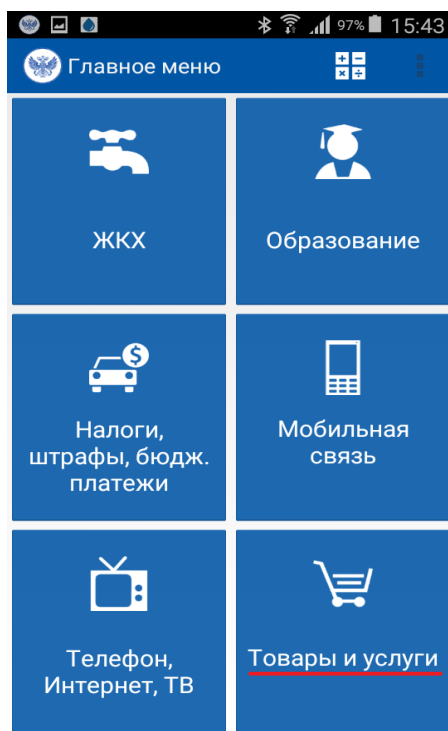 97% 15:43
Главное меню
ЖКХ
Образование
Налоги,
штрафы, бюдж.
платежи
Мобильная
связь
Телефон,
Интернет, ТВ
Товары и услуги